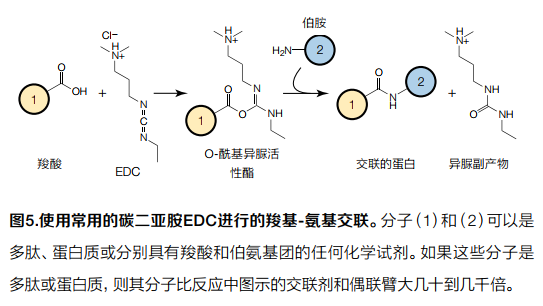 Cl–
H
N+
O
OH
1
+
N
C
N
羧酸
EDC
H
N+
O
N
1
O
NH
O-酰基异脲活
性酯
伯胺
H₂N
2
O
1
N
H
2
交联的蛋白
+
H
N+
NH
O
NH
异脲副产物
图5.使用常用的碳二亚胺EDC进行的羧基-氨基交联。分子(1)和(2)可以是
多肽、蛋白质或分别具有羧酸和伯氨基团的任何化学试剂。如果这些分子是
多肽或蛋白质，则其分子比反应中图示的交联剂和偶联臂大几十到几千倍。